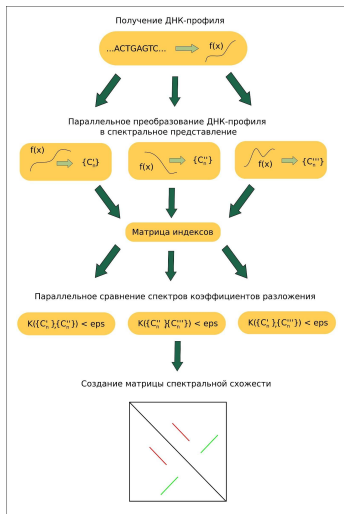 Получение ДНК-профиля
...ACTGAGTC... f(x)
Параллельное преобразование ДНК-профиля
в спектральное представление
f(x) {C'ₙ} f(x) {C''ₙ} f(x) {C'''ₙ}
Матрица индексов
Параллельное сравнение спектров коэффициентов разложения
K({C'ₙ},{C''ₙ}) < eps K({C''ₙ},{C'''ₙ}) < eps K({C'ₙ},{C'''ₙ}) < eps
Создание матрицы спектральной схожести